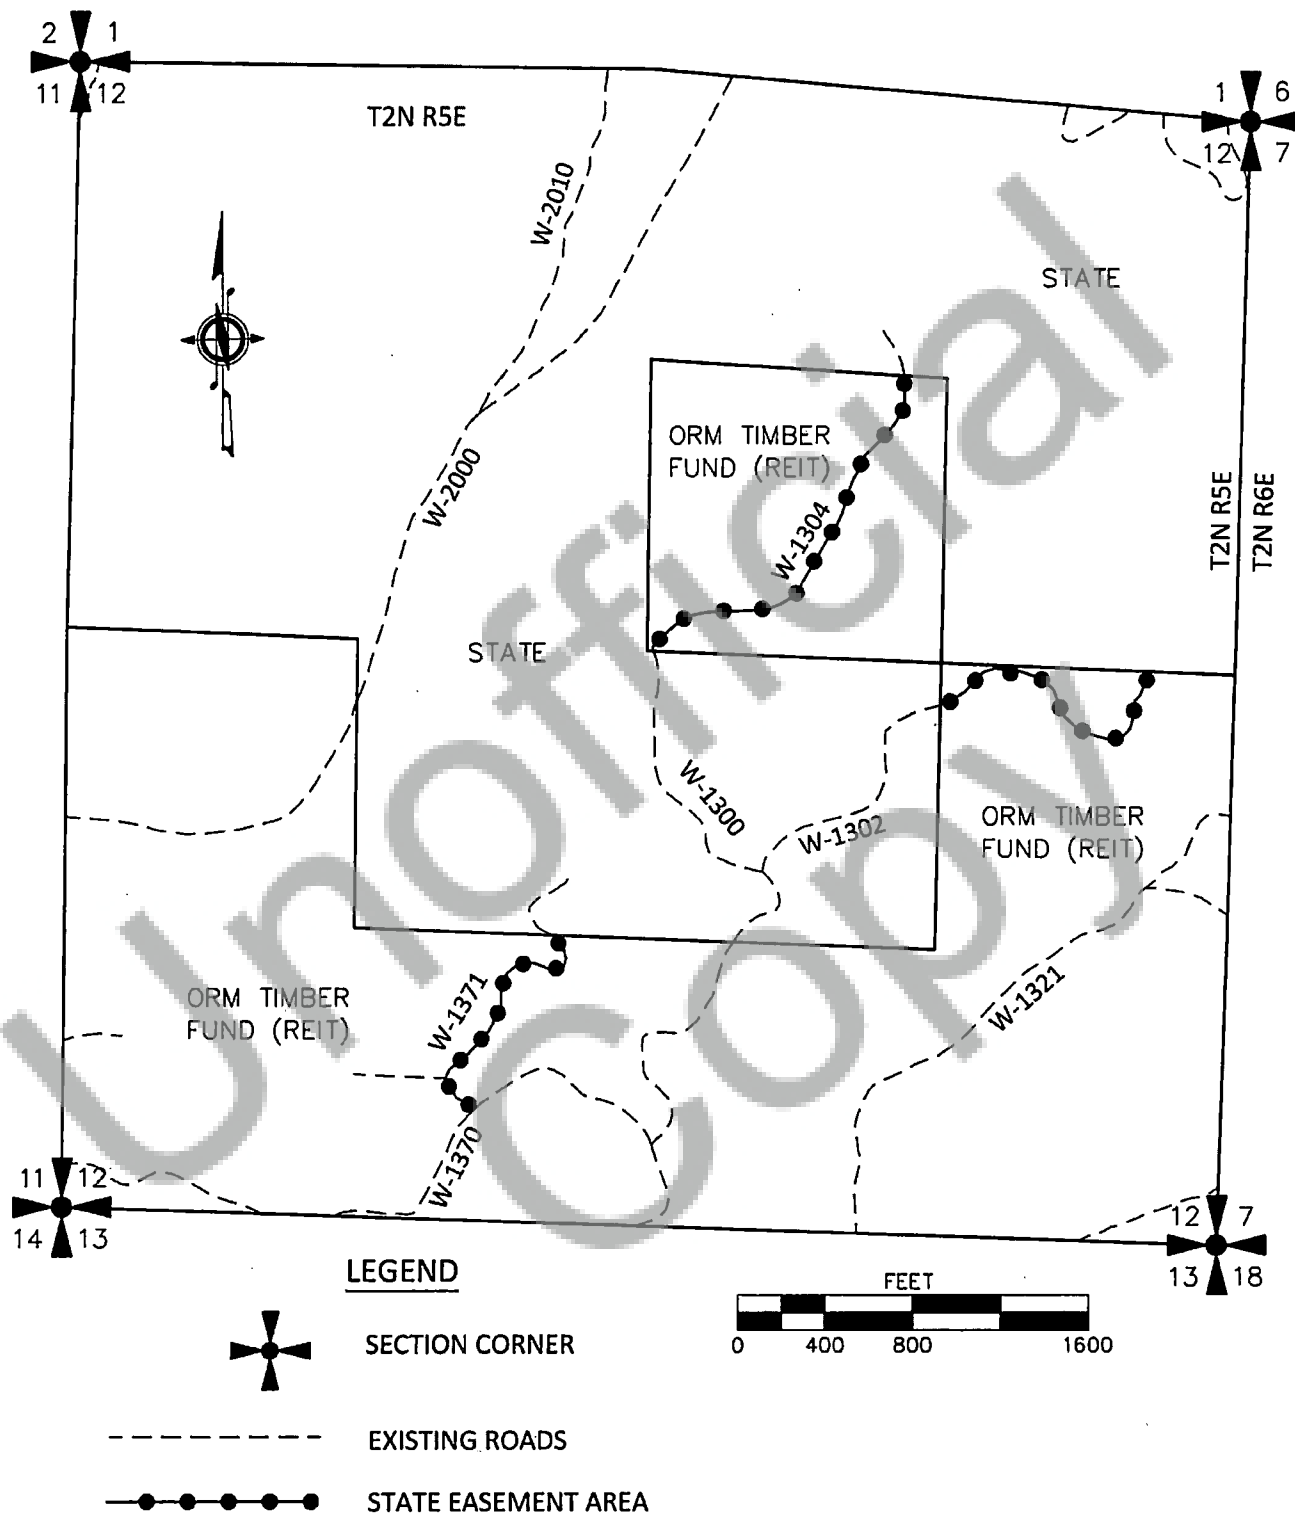 2 1
11 12
T2N R5E
1 6
12 7
W-2010
STATE
ORM TIMBER
FUND (REIT)
W-2000
W-1304
T2N R5E
T2N R6E
STATE
W-1300
W-1302
ORM TIMBER
FUND (REIT)
W-1371
W-1321
ORM TIMBER
FUND (REIT)
W-1370
11 12
14 13
12 7
13 18
LEGEND
FEET
0 400 800 1600
SECTION CORNER
EXISTING ROADS
STATE EASEMENT AREA
Unofficial
Copy